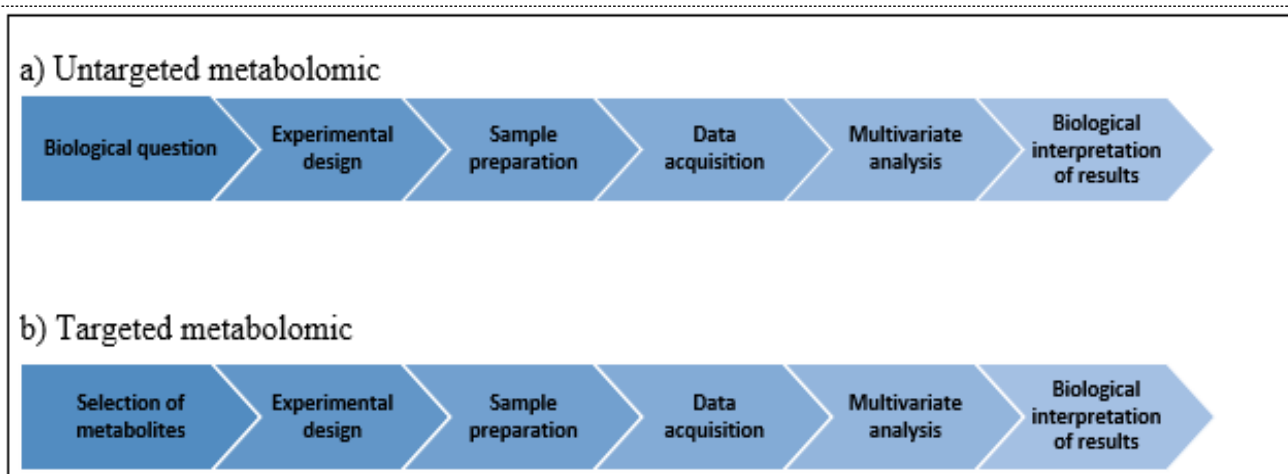 a) Untargeted metabolomic
Biological question
Experimental
design
Sample
preparation
Data
acquisition
Multivariate
analysis
Biological
interpretation
of results
b) Targeted metabolomic
Selection of
metabolites
Experimental
design
Sample
preparation
Data
acquisition
Multivariate
analysis
Biological
interpretation
of results